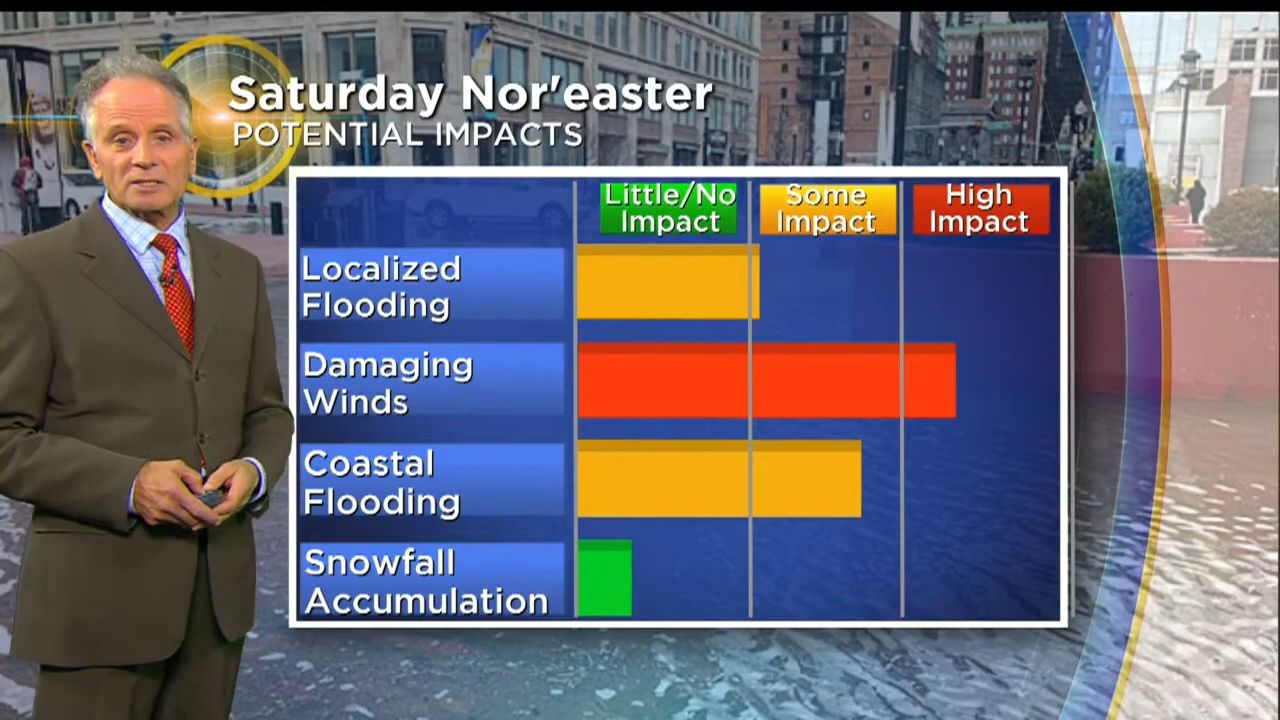 Saturday Nor'easter
POTENTIAL IMPACTS
Little/No
Impact
Some
Impact
High
Impact
Localized
Flooding
Damaging
Winds
Coastal
Flooding
Snowfall
Accumulation